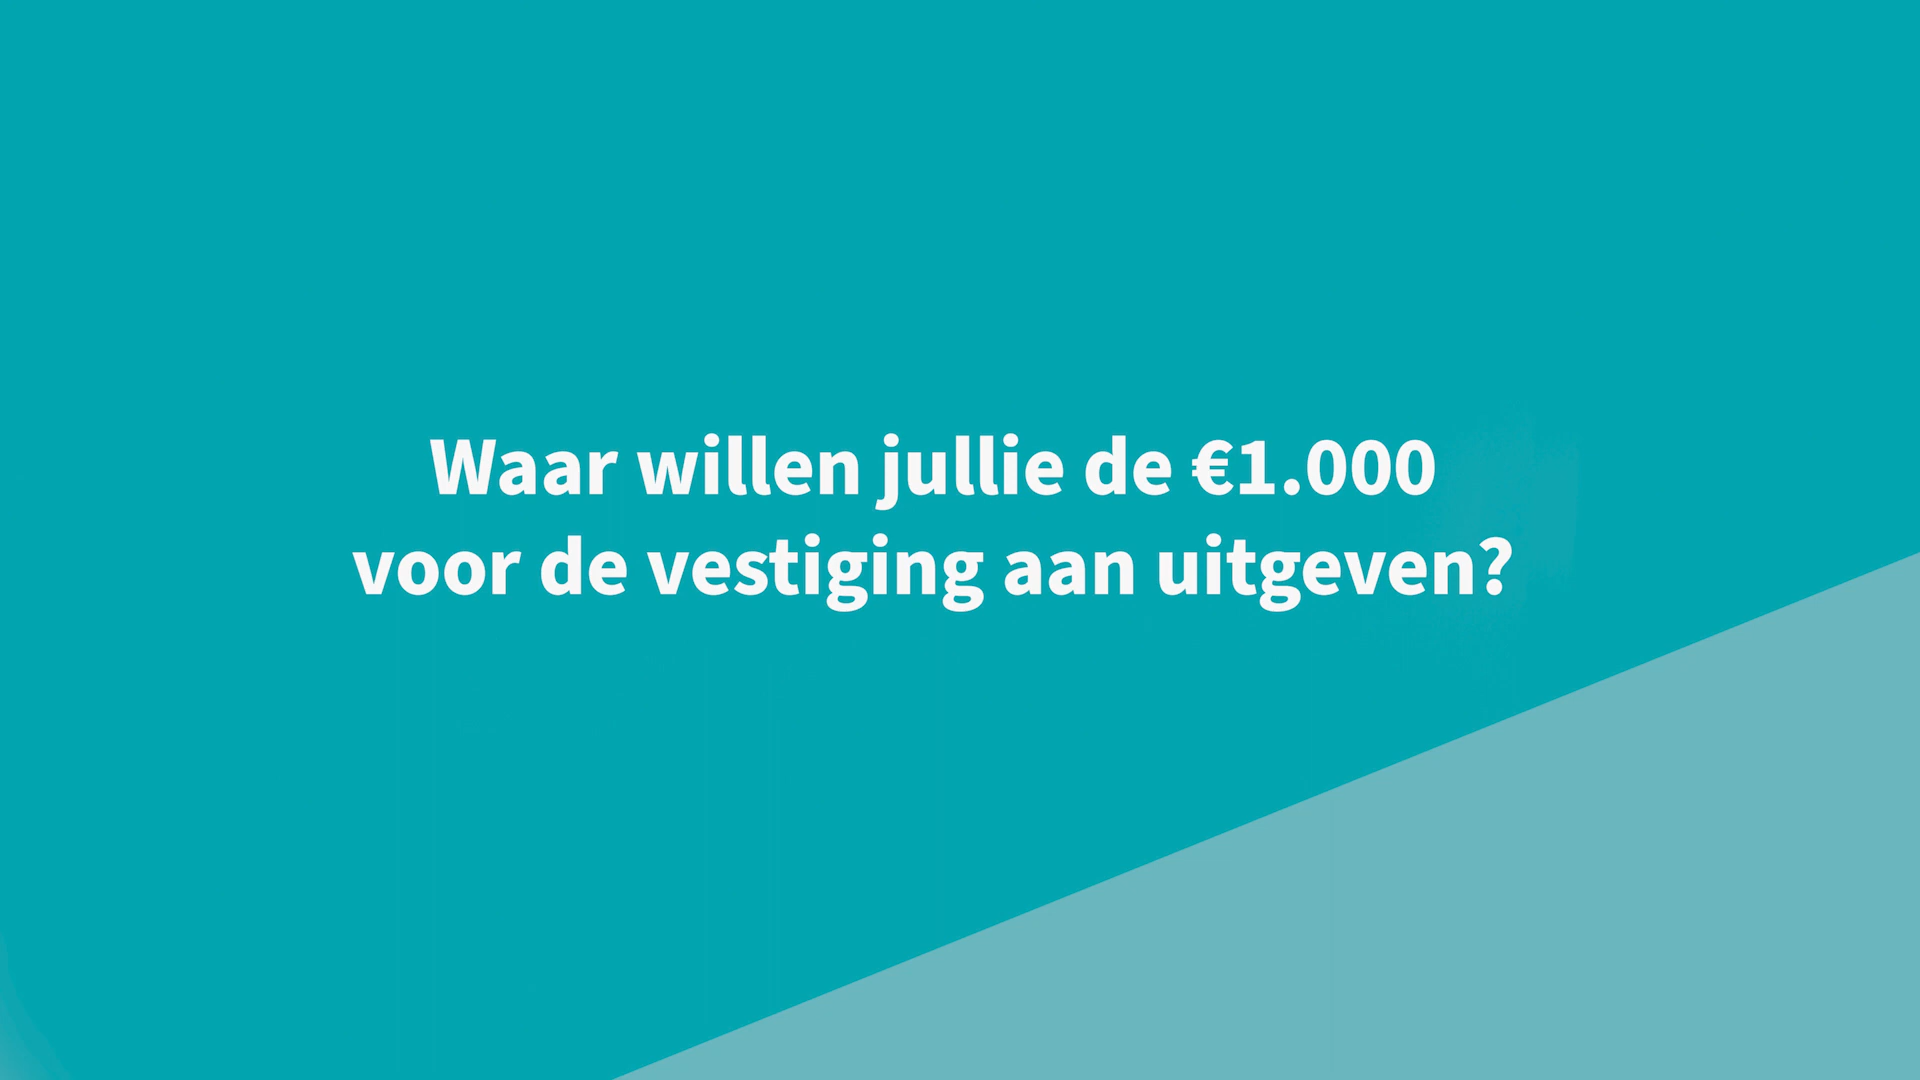 Waar willen jullie de €1.000
voor de vestiging aan uitgeven?